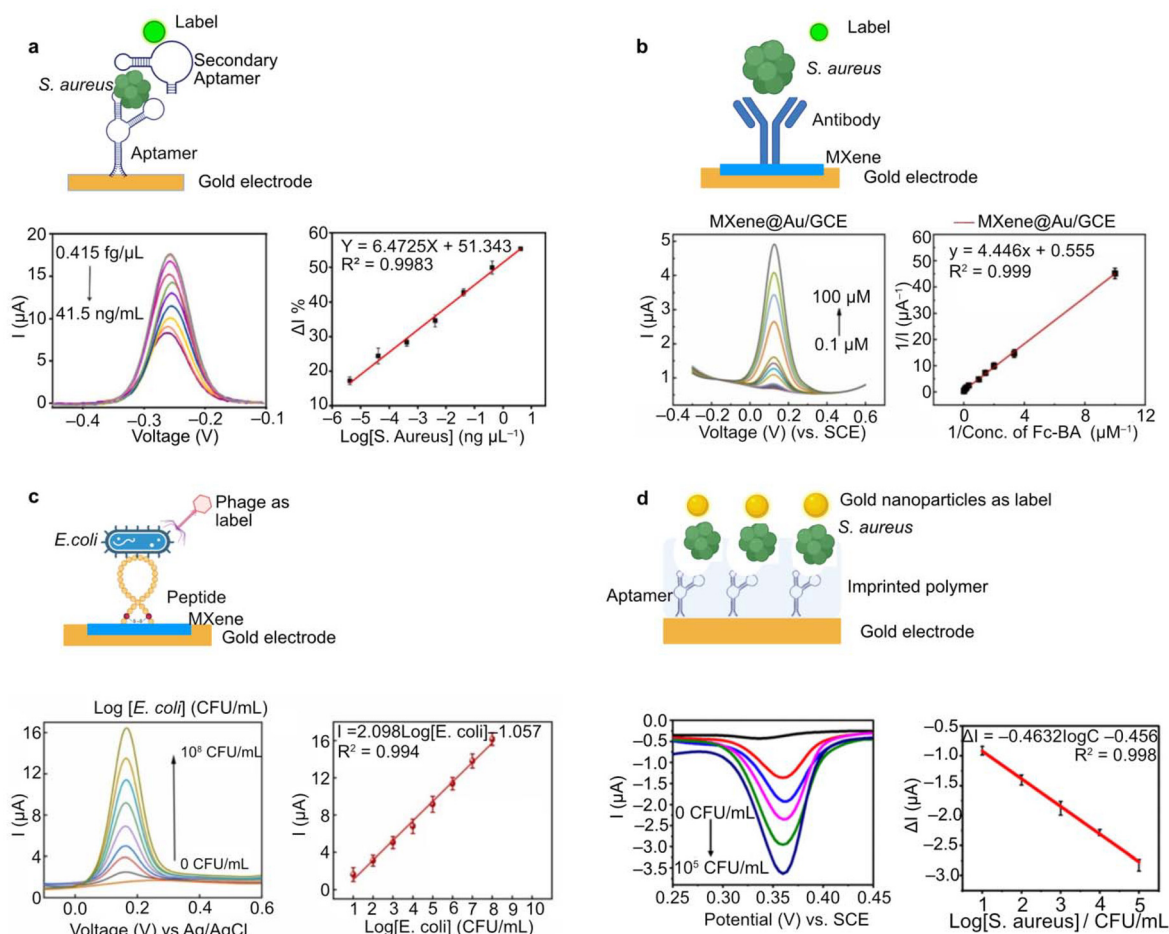 a
Label
Secondary
Aptamer
S. aureus
Aptamer
Gold electrode
20
15
10
5
0
I (µA)
0.415 fg/µL
41.5 ng/mL
−0.4
−0.3
−0.2
−0.1
Voltage (V)
60
50
40
30
20
10
ΔI %
Y = 6.4725X + 51.343
R² = 0.9983
−6
−5
−4
−3
−2
−1
0
1
Log[S. Aureus] (ng µL⁻¹)
b
Label
S. aureus
Antibody
MXene
Gold electrode
MXene@Au/GCE
5
4
3
2
1
I (µA)
100 µM
0.1 µM
−0.2
0.0
0.2
0.4
0.6
Voltage (V) (vs. SCE)
MXene@Au/GCE
60
50
40
30
20
10
0
1/I (µA⁻¹)
y = 4.446x + 0.555
R² = 0.999
0
4
8
12
1/Conc. of Fc-BA (µM⁻¹)
c
Phage as
label
E.coli
Peptide
MXene
Gold electrode
Log [E. coli] (CFU/mL)
16
12
8
4
0
I (µA)
10⁸ CFU/mL
0 CFU/mL
0.0
0.2
0.4
0.6
Voltage (V) vs Ag/AgCl
16
12
8
4
0
I (µA)
I =2.098Log[E. coli]–1.057
R² = 0.994
1 2 3 4 5 6 7 8 9 10
Log[E. coli] (CFU/mL)
d
Gold nanoparticles as label
S. aureus
Aptamer
Imprinted polymer
Gold electrode
0.0
−0.5
−1.0
−1.5
−2.0
−2.5
−3.0
−3.5
I (µA)
0 CFU/mL
10⁵ CFU/mL
0.25
0.30
0.35
0.40
0.45
Potential (V) vs. SCE
−0.5
−1.0
−1.5
−2.0
−2.5
−3.0
ΔI (µA)
ΔI = −0.4632logC −0.456
R² = 0.998
1
2
3
4
5
Log[S. aureus] / CFU/mL